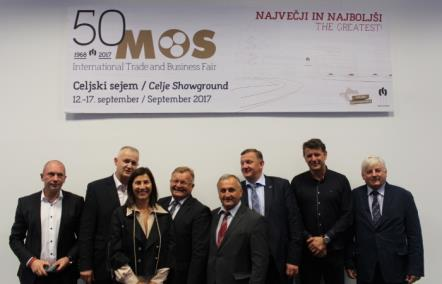 50 MOS
1968 2017
International Trade and Business Fair
Celjski sejem / Celje Showground
12.-17. september / September 2017
NAJVEČJI IN NAJBOLJŠI
THE GREATEST!